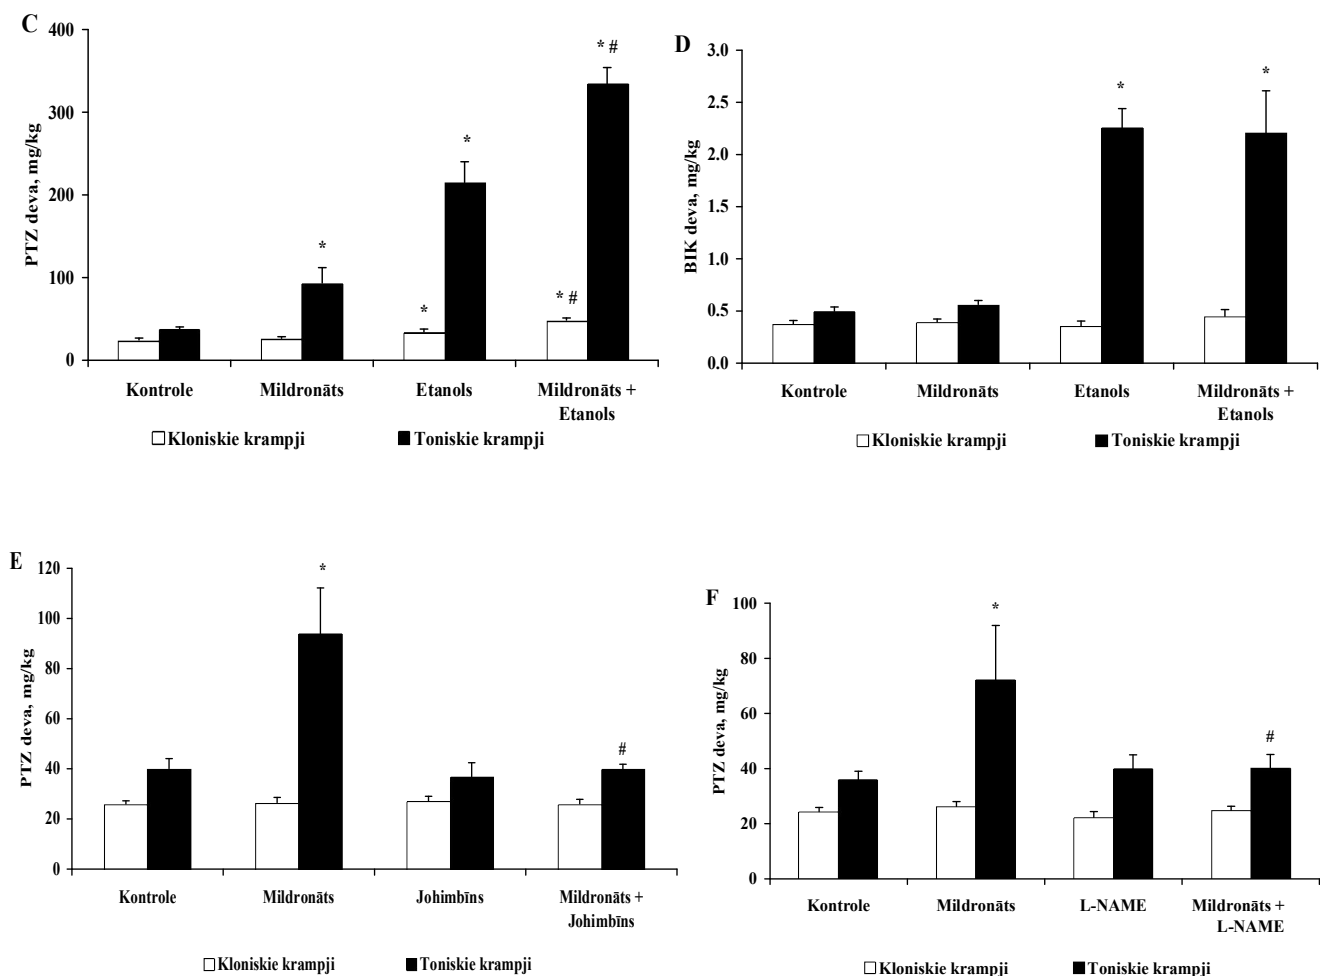 C
PTZ deva, mg/kg
400
300
200
100
0
*
*
*
* #
* #
Kontrole
Mildronāts
Etanols
Mildronāts +
Etanols
Kloniskie krampji
Toniskie krampji
D
BIK deva, mg/kg
3.0
2.5
2.0
1.5
1.0
0.5
0.0
*
*
Kontrole
Mildronāts
Etanols
Mildronāts +
Etanols
Kloniskie krampji
Toniskie krampji
E
PTZ deva, mg/kg
120
100
80
60
40
20
0
*
#
Kontrole
Mildronāts
Johimbīns
Mildronāts +
Johimbīns
Kloniskie krampji
Toniskie krampji
F
PTZ deva, mg/kg
100
80
60
40
20
0
*
#
Kontrole
Mildronāts
L-NAME
Mildronāts +
L-NAME
Kloniskie krampji
Toniskie krampji